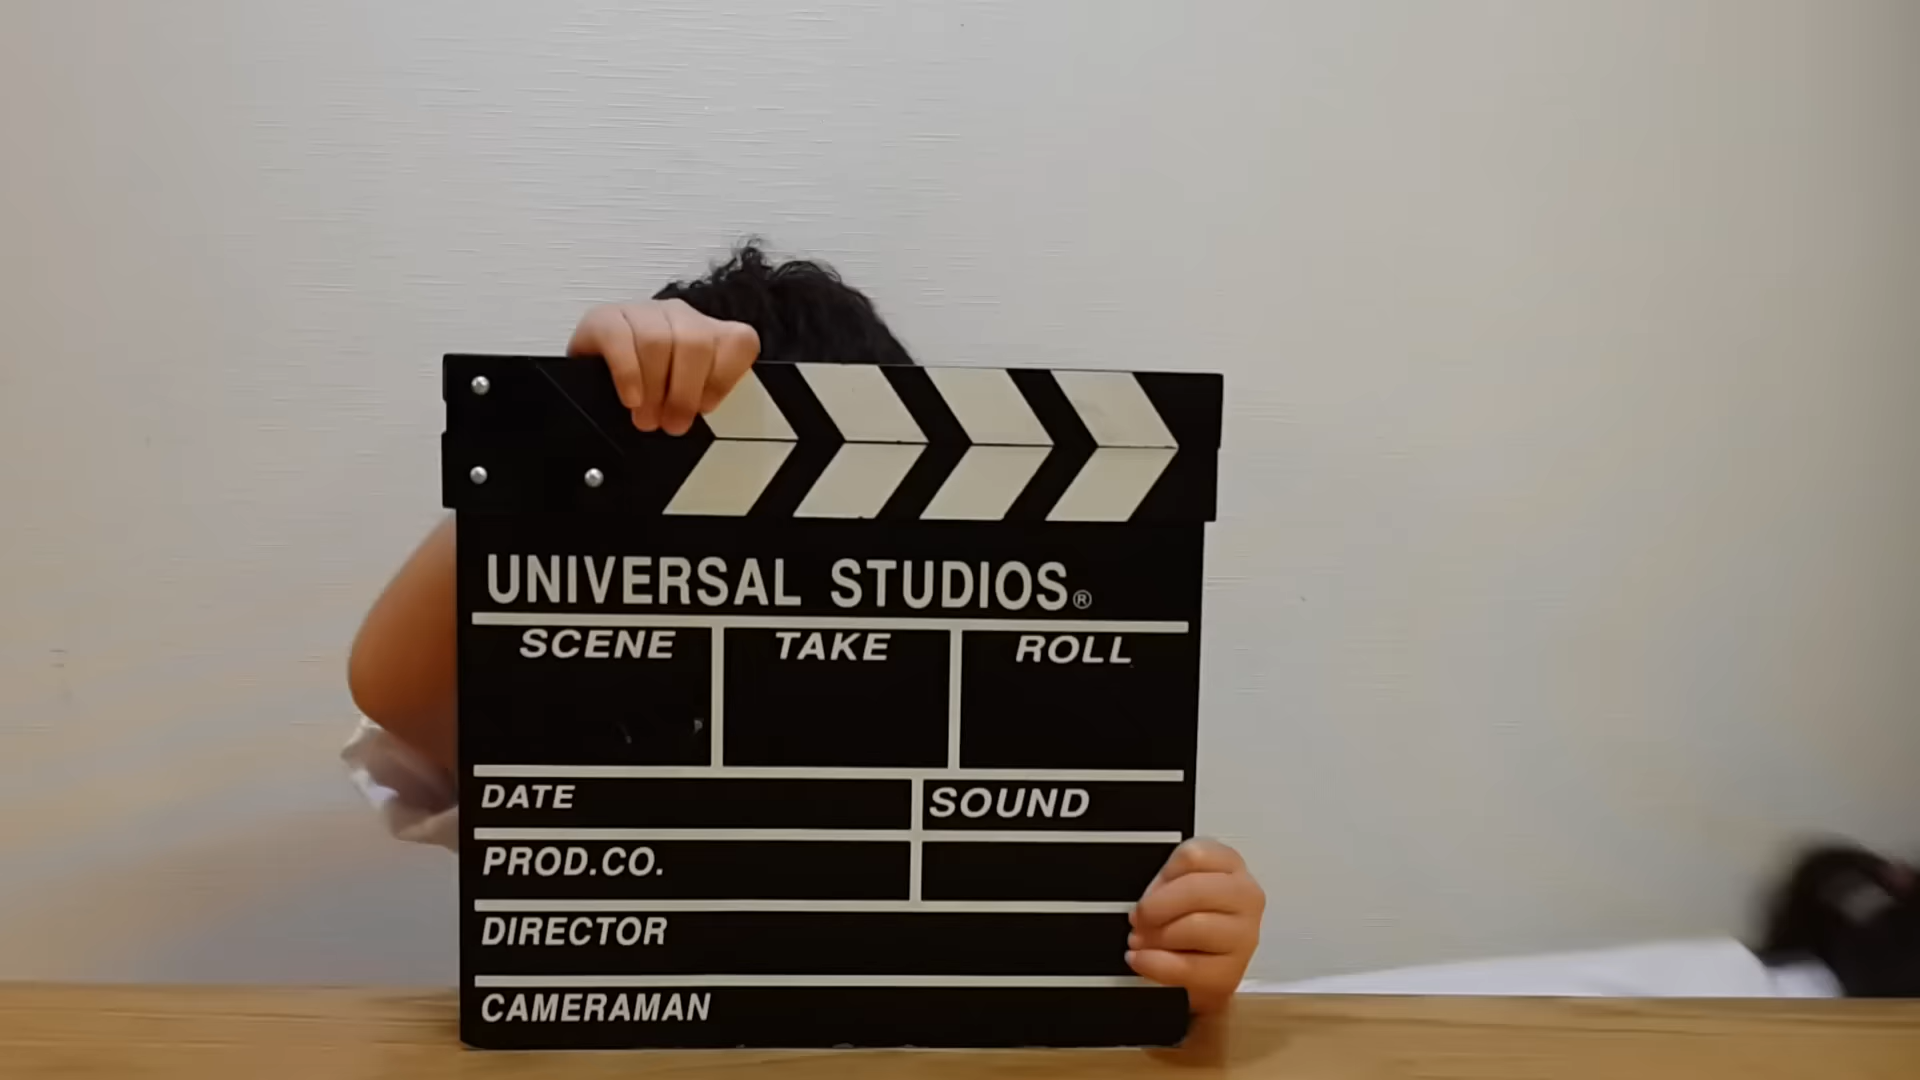 UNIVERSAL STUDIOS®
SCENE TAKE ROLL
DATE SOUND
PROD.CO.
DIRECTOR
CAMERAMAN